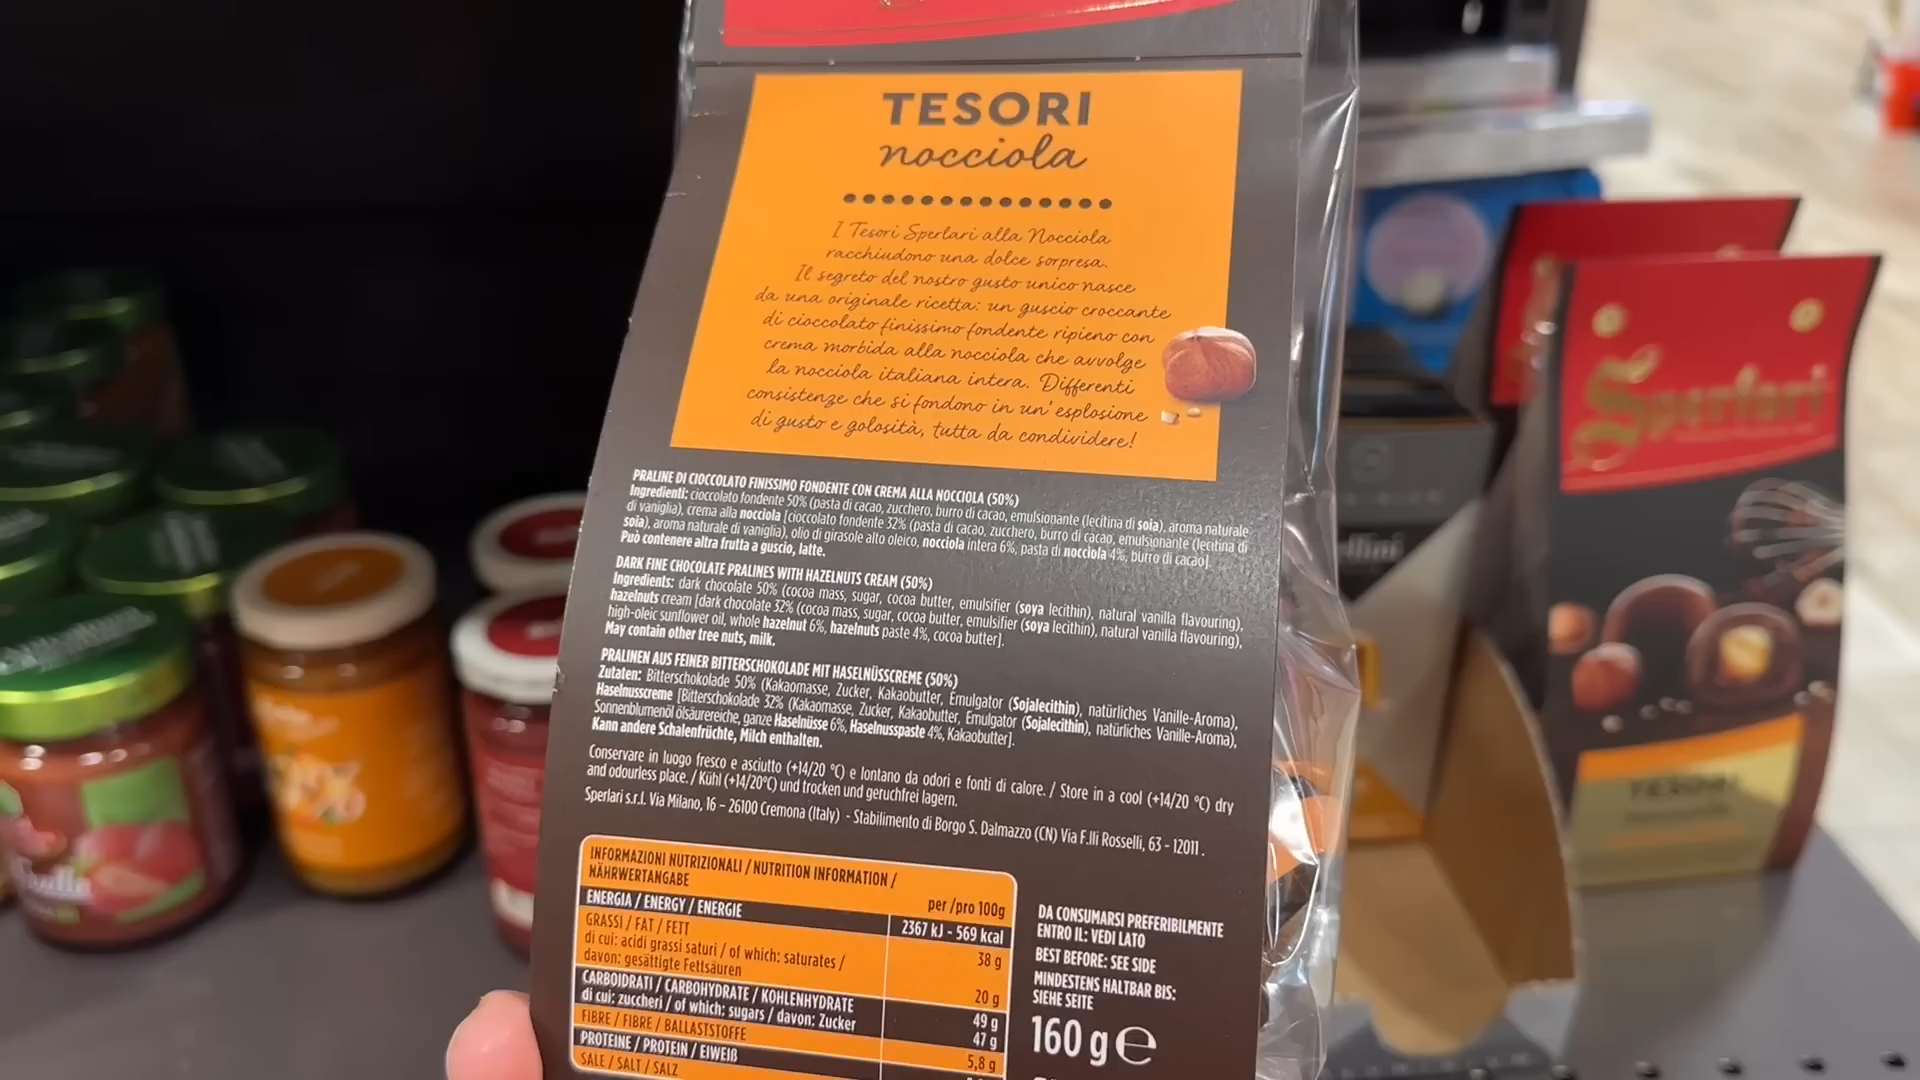 TESORI
nocciola
I Tesori Sperlari alla Nocciola
racchiudono una dolce sorpresa.
Il segreto del nostro gusto unico nasce
da una originale ricetta: un guscio croccante
di cioccolato finissimo fondente ripieno con
crema morbida alla nocciola che avvolge
la nocciola italiana intera. Differenti
consistenze che si fondono in un'esplosione
di gusto e golosità, tutta da condividere!
PRALINE DI CIOCCOLATO FINISSIMO FONDENTE CON CREMA ALLA NOCCIOLA (50%)
Ingredienti: cioccolato fondente 50% (pasta di cacao, zucchero, burro di cacao, emulsionante (lecitina di soia), aroma naturale
di vaniglia), crema alla nocciola [cioccolato fondente 32% (pasta di cacao, zucchero, burro di cacao, emulsionante (lecitina di
soia), aroma naturale di vaniglia), olio di girasole alto oleico, nocciola intera 6%, pasta di nocciola 4%, burro di cacao].
Può contenere altra frutta a guscio, latte.
DARK FINE CHOCOLATE PRALINES WITH HAZELNUTS CREAM (50%)
Ingredients: dark chocolate 50% (cocoa mass, sugar, cocoa butter, emulsifier (soya lecithin), natural vanilla flavouring),
hazelnuts cream [dark chocolate 32% (cocoa mass, sugar, cocoa butter, emulsifier (soya lecithin), natural vanilla flavouring),
high-oleic sunflower oil, whole hazelnut 6%, hazelnuts paste 4%, cocoa butter].
May contain other tree nuts, milk.
PRALINEN AUS FEINER BITTERSCHOKOLADE MIT HASELNÜSSCREME (50%)
Zutaten: Bitterschokolade 50% (Kakaomasse, Zucker, Kakaobutter, Emulgator (Sojalecithin), natürliches Vanille-Aroma),
Haselnusscreme [Bitterschokolade 32% (Kakaomasse, Zucker, Kakaobutter, Emulgator (Sojalecithin), natürliches Vanille-Aroma),
Sonnenblumenöl ölsäurereiche, ganze Haselnüsse 6%, Haselnusspaste 4%, Kakaobutter].
Kann andere Schalenfrüchte, Milch enthalten.
Conservare in luogo fresco e asciutto (+14/20 °C) e lontano da odori e fonti di calore. / Store in a cool (+14/20 °C) dry
and odourless place. / Kühl (+14/20°C) und trocken und geruchfrei lagern.
Sperlari s.r.l. Via Milano, 16 – 26100 Cremona (Italy) - Stabilimento di Borgo S. Dalmazzo (CN) Via F.lli Rosselli, 63 - 12011.
INFORMAZIONI NUTRIZIONALI / NUTRITION INFORMATION /
NÄHRWERTANGABE
per /pro 100g
ENERGIA / ENERGY / ENERGIE 2367 kJ - 569 kcal
GRASSI / FAT / FETT 38 g
di cui: acidi grassi saturi / of which: saturates /
davon: gesättigte Fettsäuren 20 g
CARBOIDRATI / CARBOHYDRATE / KOHLENHYDRATE 49 g
di cui: zuccheri / of which: sugars / davon: Zucker 47 g
FIBRE / FIBRE / BALLASTSTOFFE 5,8 g
PROTEINE / PROTEIN / EIWEIß
SALE / SALT / SALZ
DA CONSUMARSI PREFERIBILMENTE
ENTRO IL: VEDI LATO
BEST BEFORE: SEE SIDE
MINDESTENS HALTBAR BIS:
SIEHE SEITE
160 g e
Sperlari
TESORI